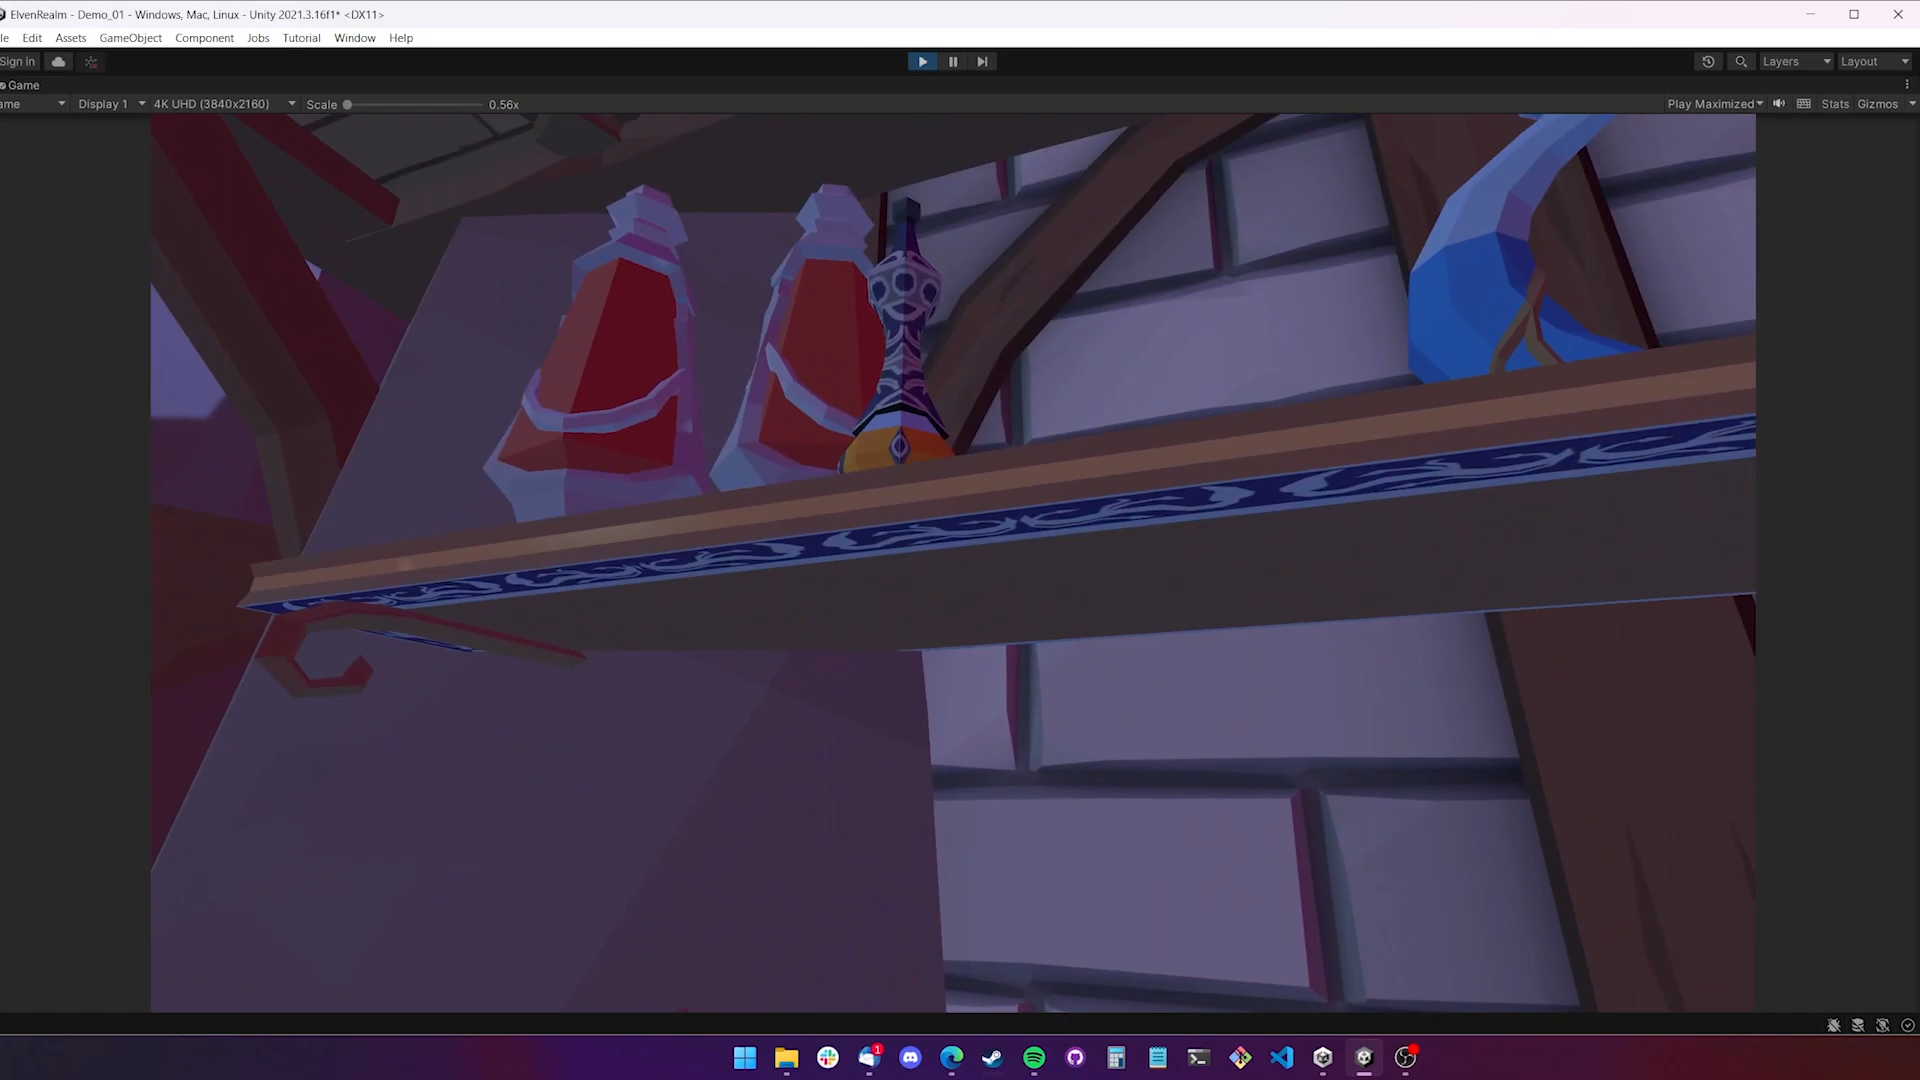 ElvenRealm - Demo_01 - Windows, Mac, Linux - Unity 2021.3.16f1* <DX11>
le Edit Assets GameObject Component Jobs Tutorial Window Help
Sign in Layers Layout
Game
ame Display 1 4K UHD (3840x2160) Scale 0.56x Play Maximized Stats Gizmos
1